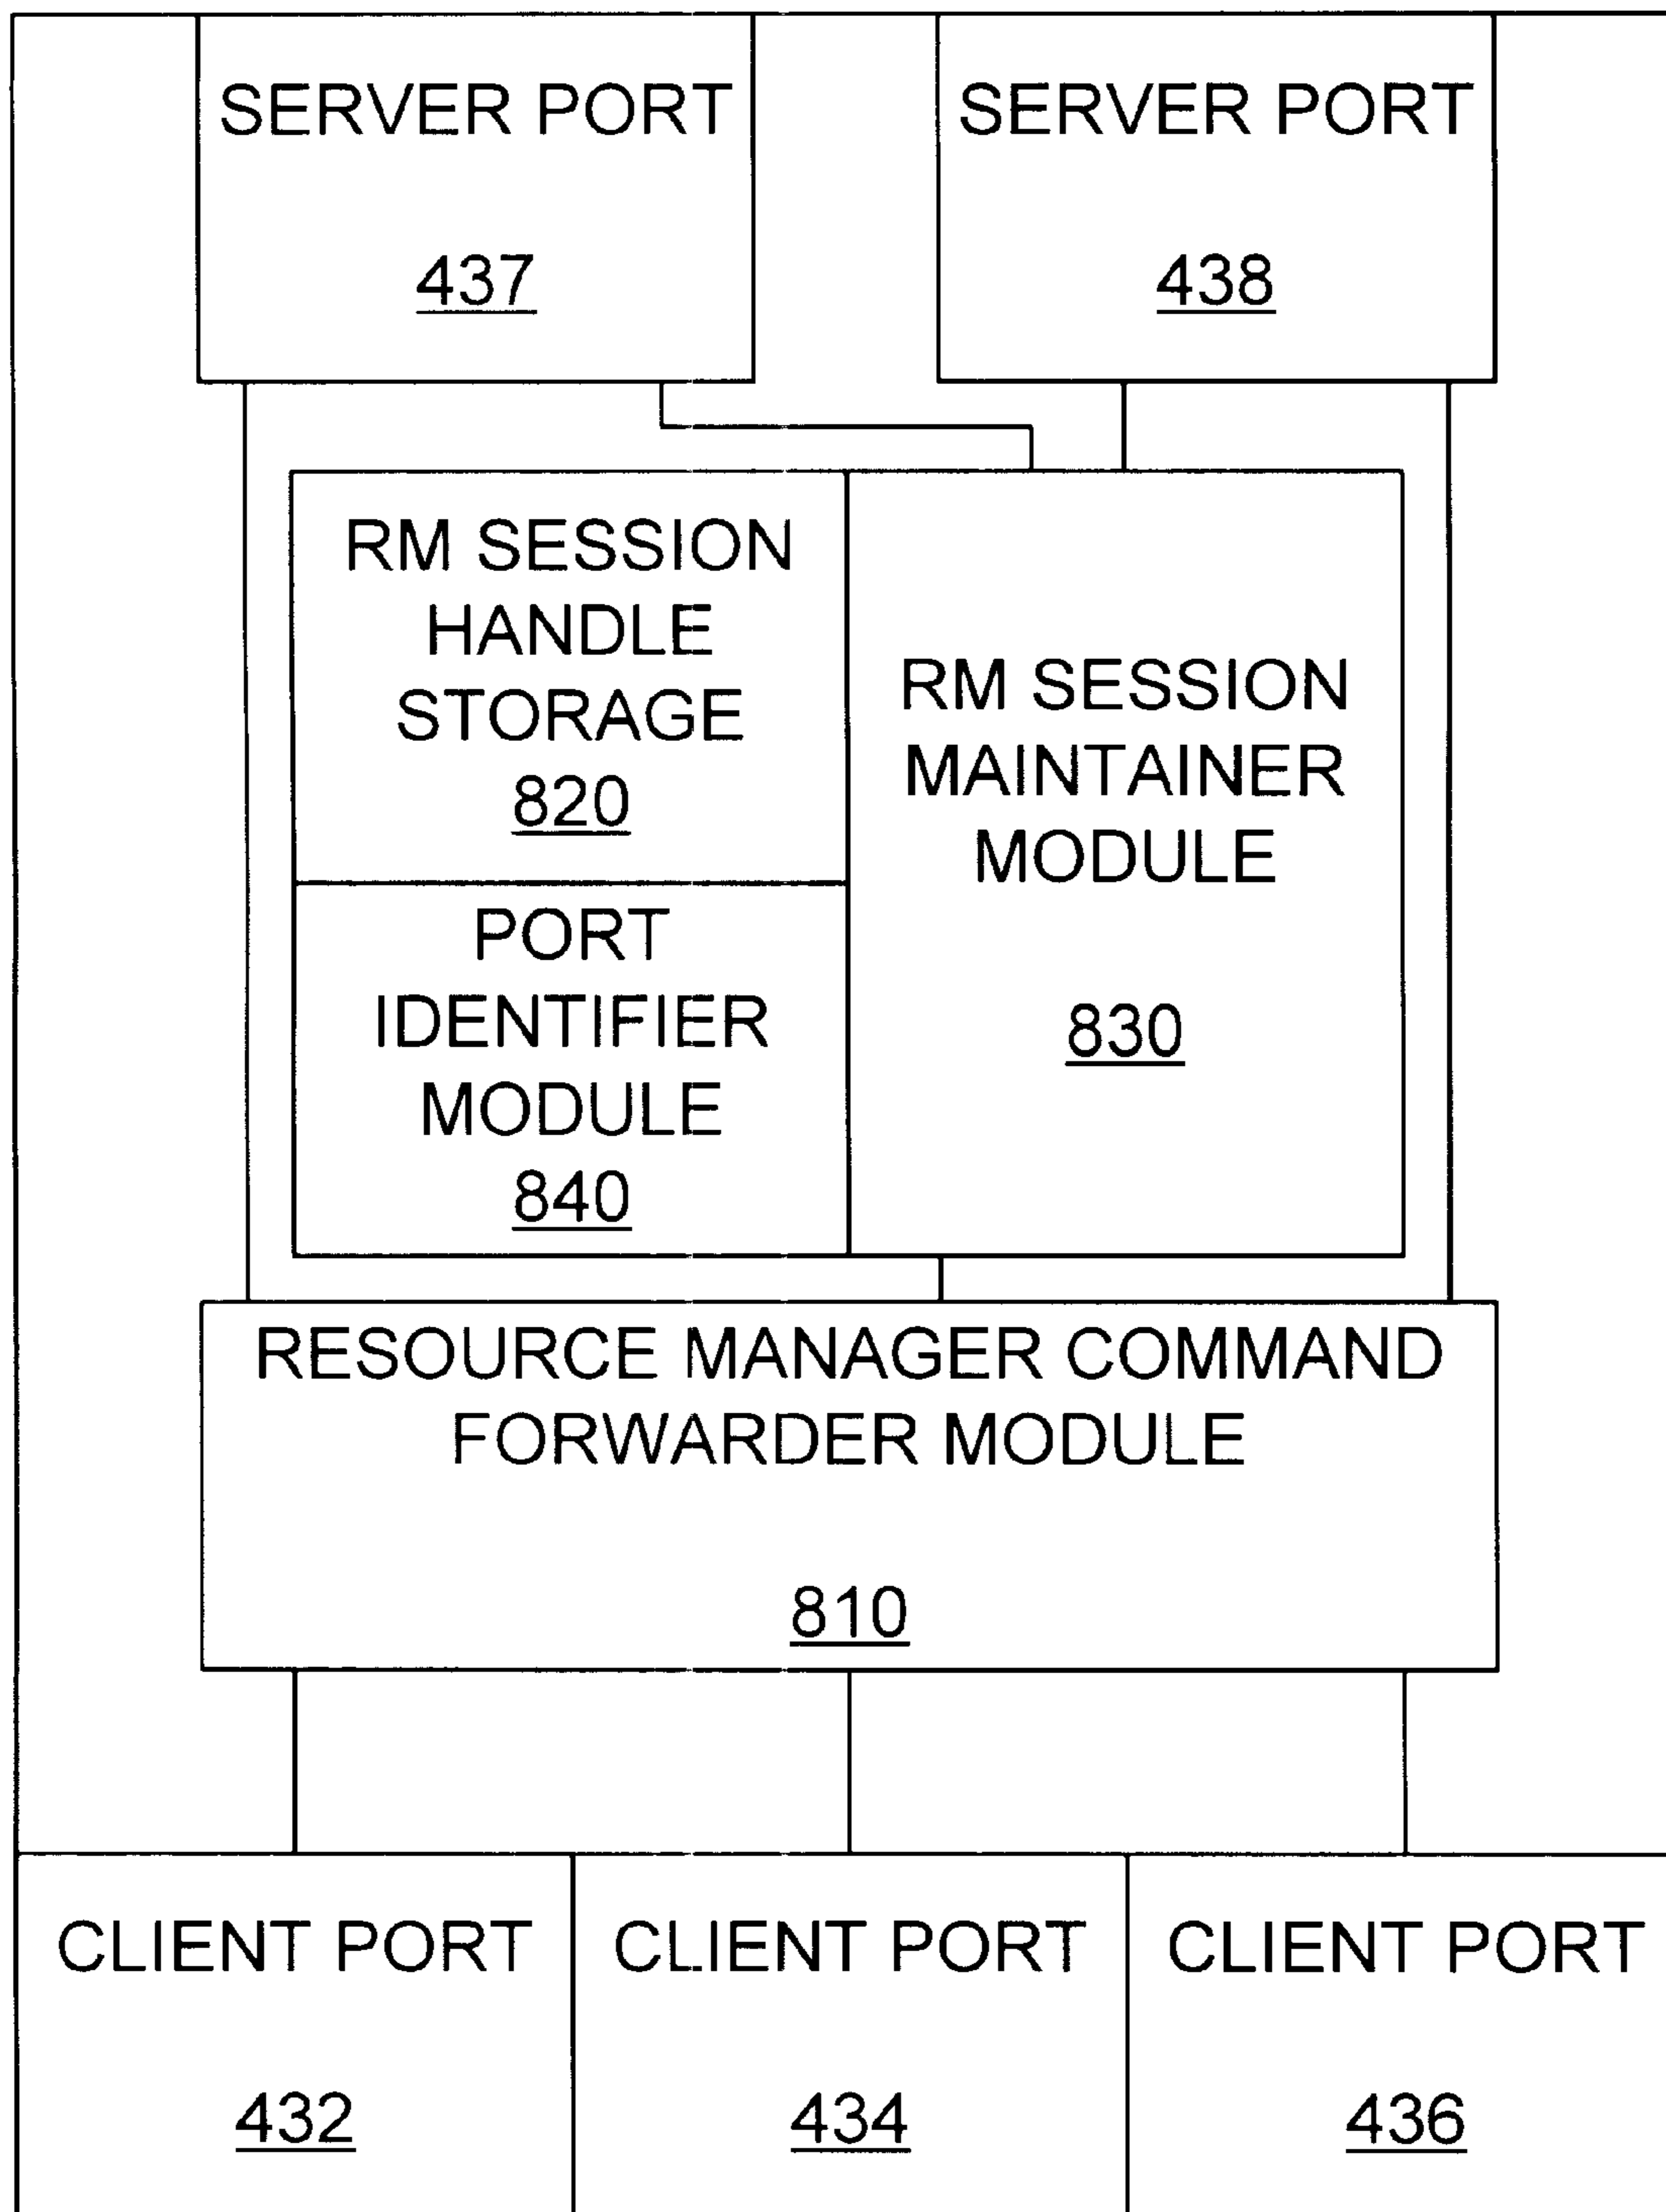 SERVER PORT
437
SERVER PORT
438
RM SESSION
HANDLE
STORAGE
820
PORT
IDENTIFIER
MODULE
840
RM SESSION
MAINTAINER
MODULE
830
RESOURCE MANAGER COMMAND
FORWARDER MODULE
810
CLIENT PORT
432
CLIENT PORT
434
CLIENT PORT
436